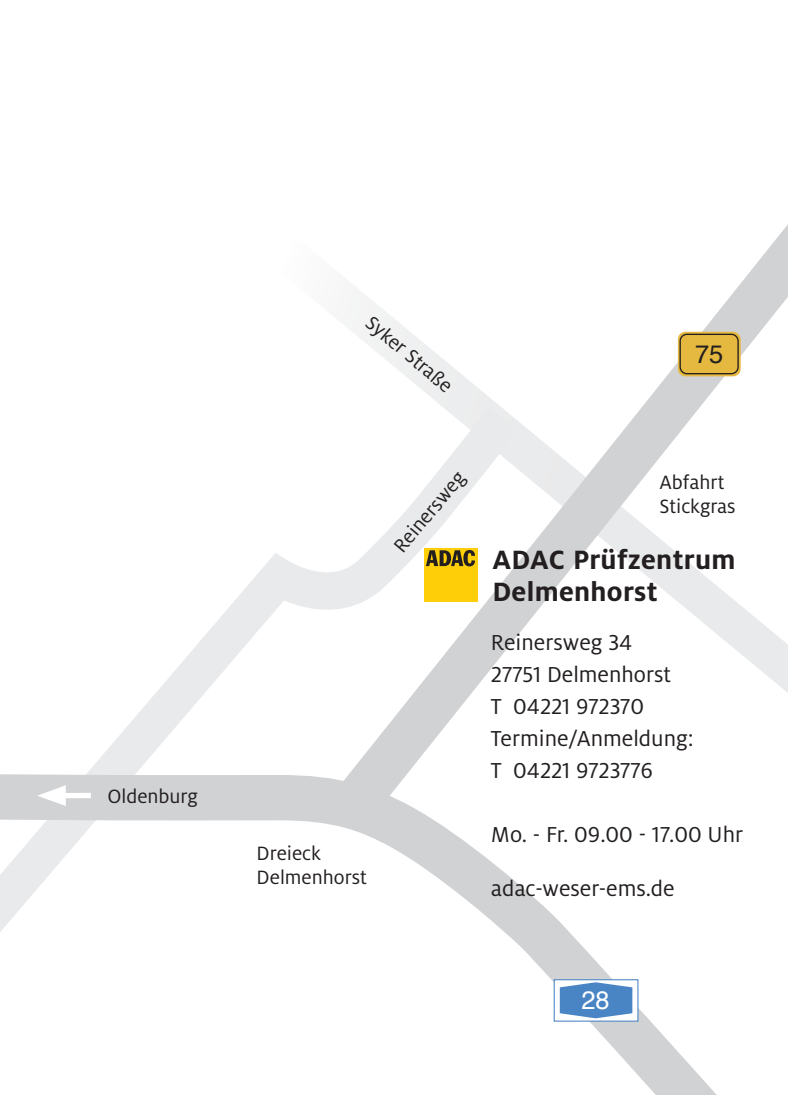 Syker Straße
75
Reinersweg
Abfahrt
Stickgras
ADAC
ADAC Prüfzentrum
Delmenhorst
Reinersweg 34
27751 Delmenhorst
T 04221 972370
Termine/Anmeldung:
T 04221 9723776
Oldenburg
Mo. - Fr. 09.00 - 17.00 Uhr
Dreieck
Delmenhorst
adac-weser-ems.de
28